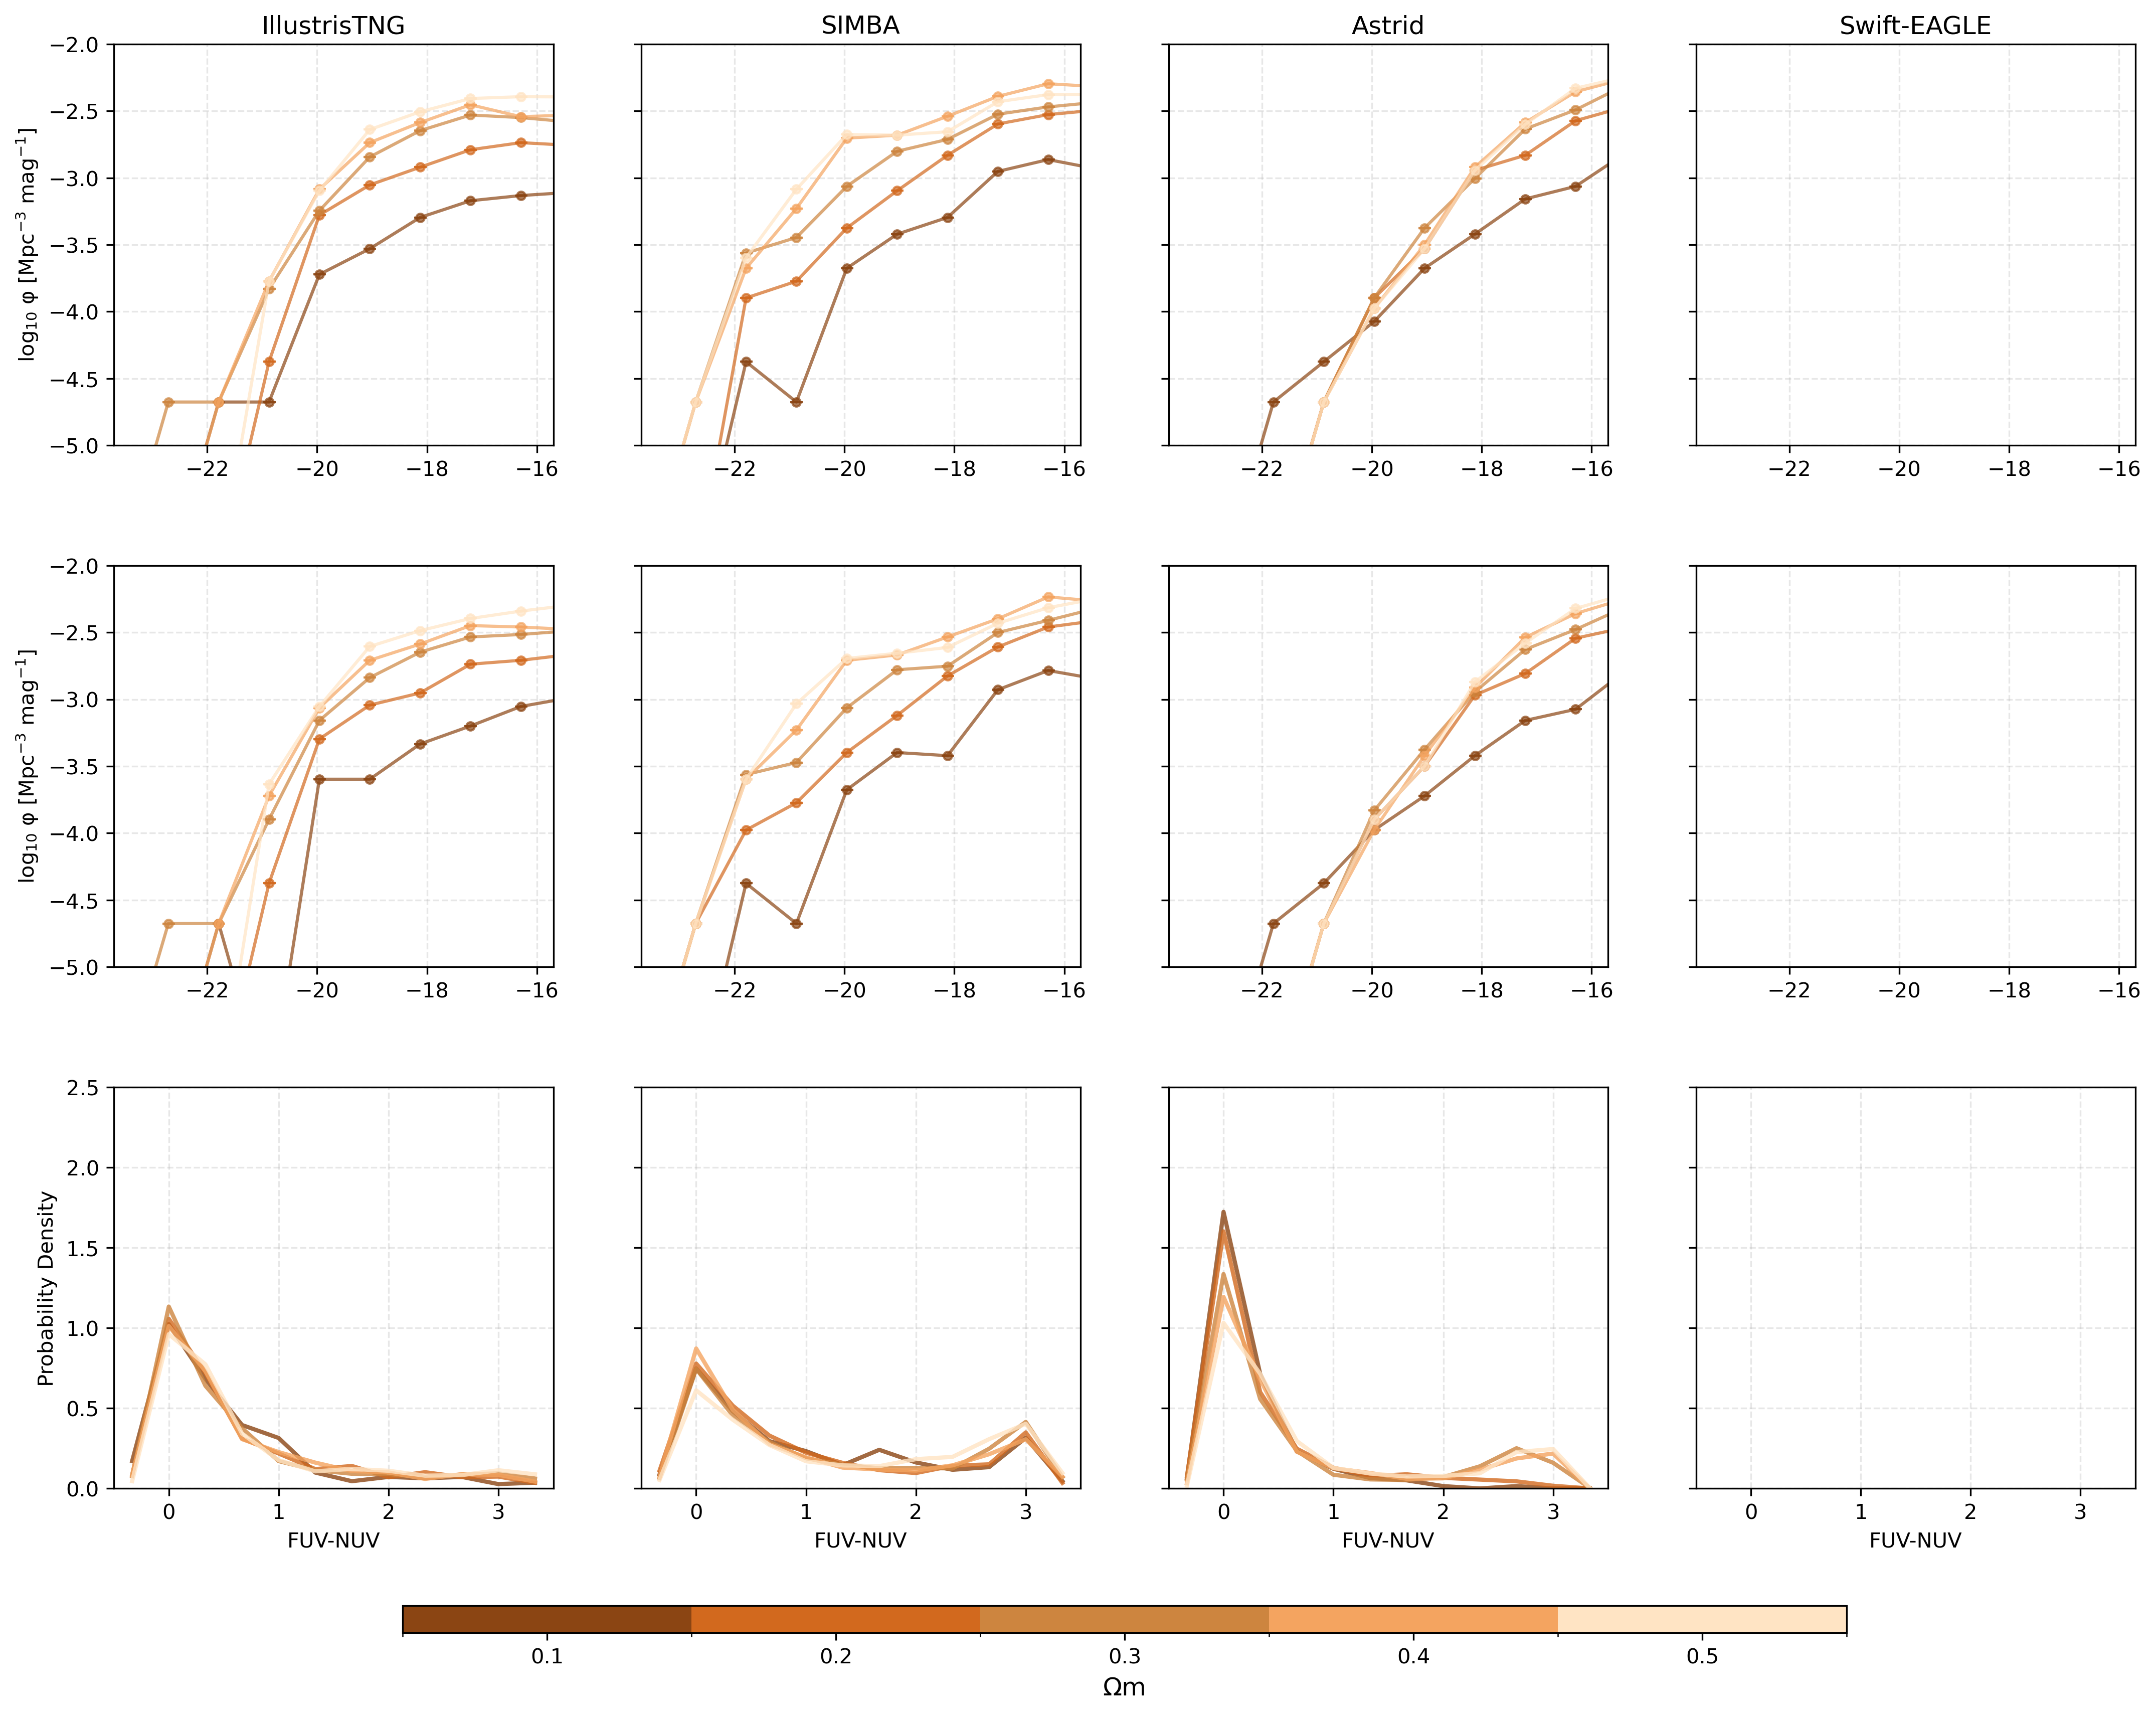 IllustrisTNG SIMBA Astrid Swift-EAGLE
−2.0
−2.5
−3.0
−3.5
−4.0
−4.5
−5.0
log₁₀ φ [Mpc⁻³ mag⁻¹]
−22 −20 −18 −16 −22 −20 −18 −16 −22 −20 −18 −16 −22 −20 −18 −16
−2.0
−2.5
−3.0
−3.5
−4.0
−4.5
−5.0
log₁₀ φ [Mpc⁻³ mag⁻¹]
−22 −20 −18 −16 −22 −20 −18 −16 −22 −20 −18 −16 −22 −20 −18 −16
2.5
2.0
1.5
1.0
0.5
0.0
Probability Density
0 1 2 3 0 1 2 3 0 1 2 3 0 1 2 3
FUV-NUV FUV-NUV FUV-NUV FUV-NUV
0.1 0.2 0.3 0.4 0.5
Ωm